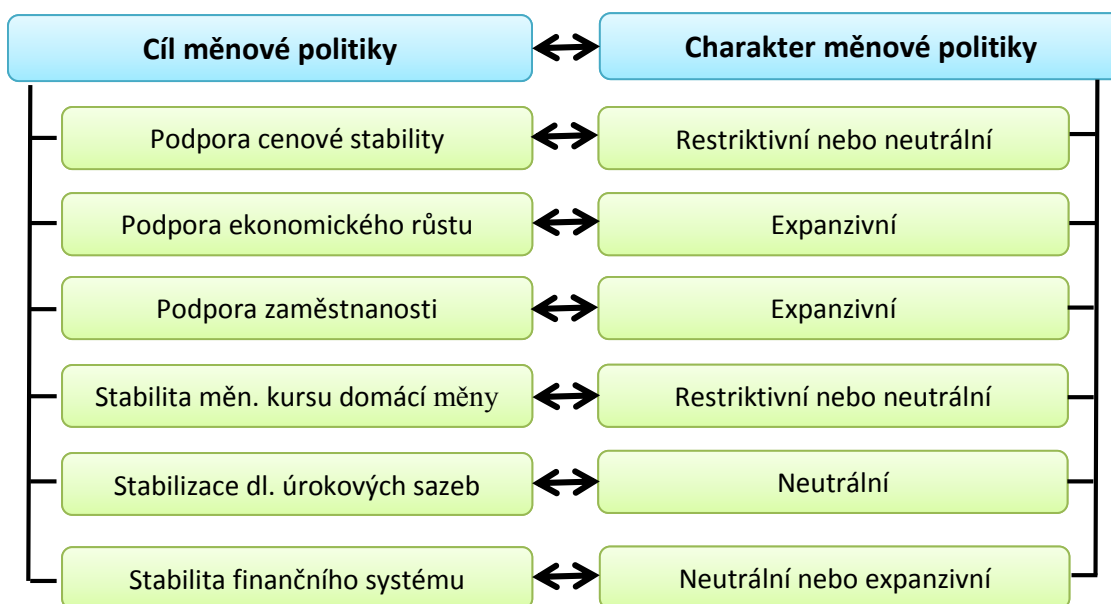 Cíl měnové politiky
Charakter měnové politiky
Podpora cenové stability
Restriktivní nebo neutrální
Podpora ekonomického růstu
Expanzivní
Podpora zaměstnanosti
Expanzivní
Stabilita měn. kursu domácí měny
Restriktivní nebo neutrální
Stabilizace dl. úrokových sazeb
Neutrální
Stabilita finančního systému
Neutrální nebo expanzivní